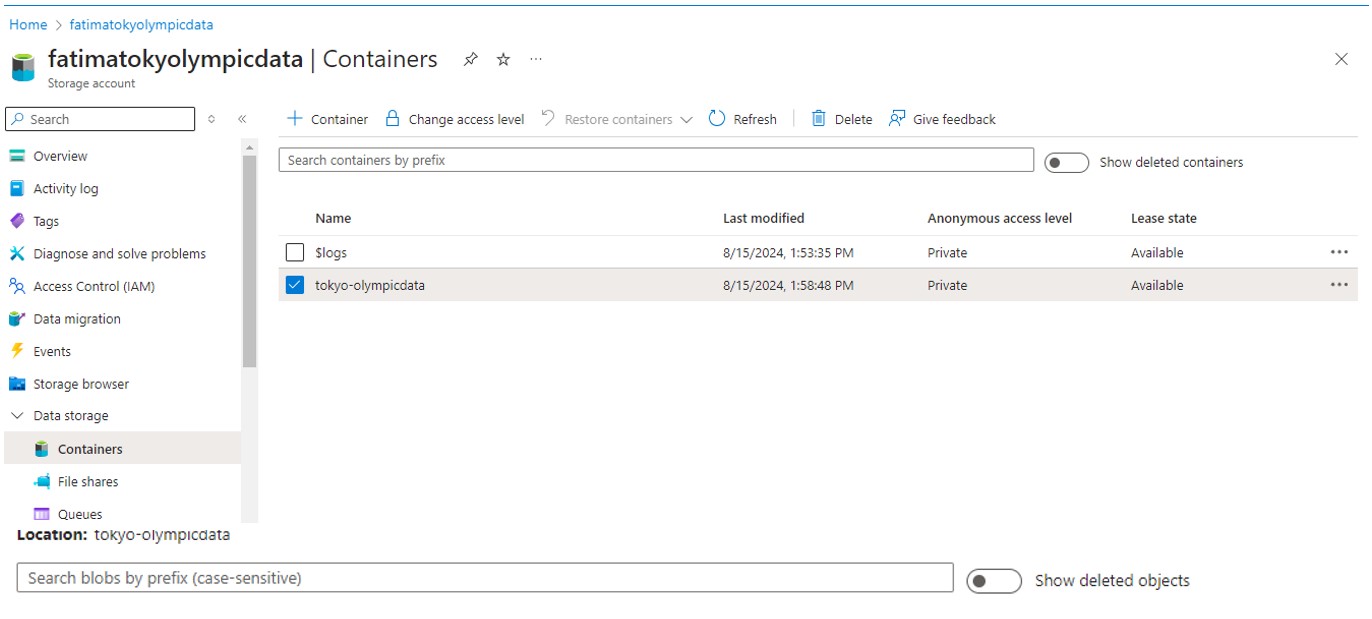 Home > fatimatokyolympicdata
fatimatokyolympicdata | Containers ...
Storage account
Search
+ Container Change access level Restore containers Refresh Delete Give feedback
Search containers by prefix
Show deleted containers
Overview
Activity log
Tags
Diagnose and solve problems
Access Control (IAM)
Data migration
Events
Storage browser
Data storage
Containers
File shares
Queues
Name Last modified Anonymous access level Lease state
$logs 8/15/2024, 1:53:35 PM Private Available ...
tokyo-olympicdata 8/15/2024, 1:58:48 PM Private Available ...
Location: tokyo-olympicdata
Search blobs by prefix (case-sensitive)
Show deleted objects